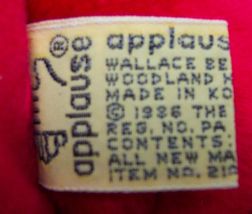 applause®
applaus
WALLACE BE
WOODLAND H
MADE IN KO
© 1986 THE
REG. NO. PA.
CONTENTS.
ALL NEW MA
ITEM NO. 21